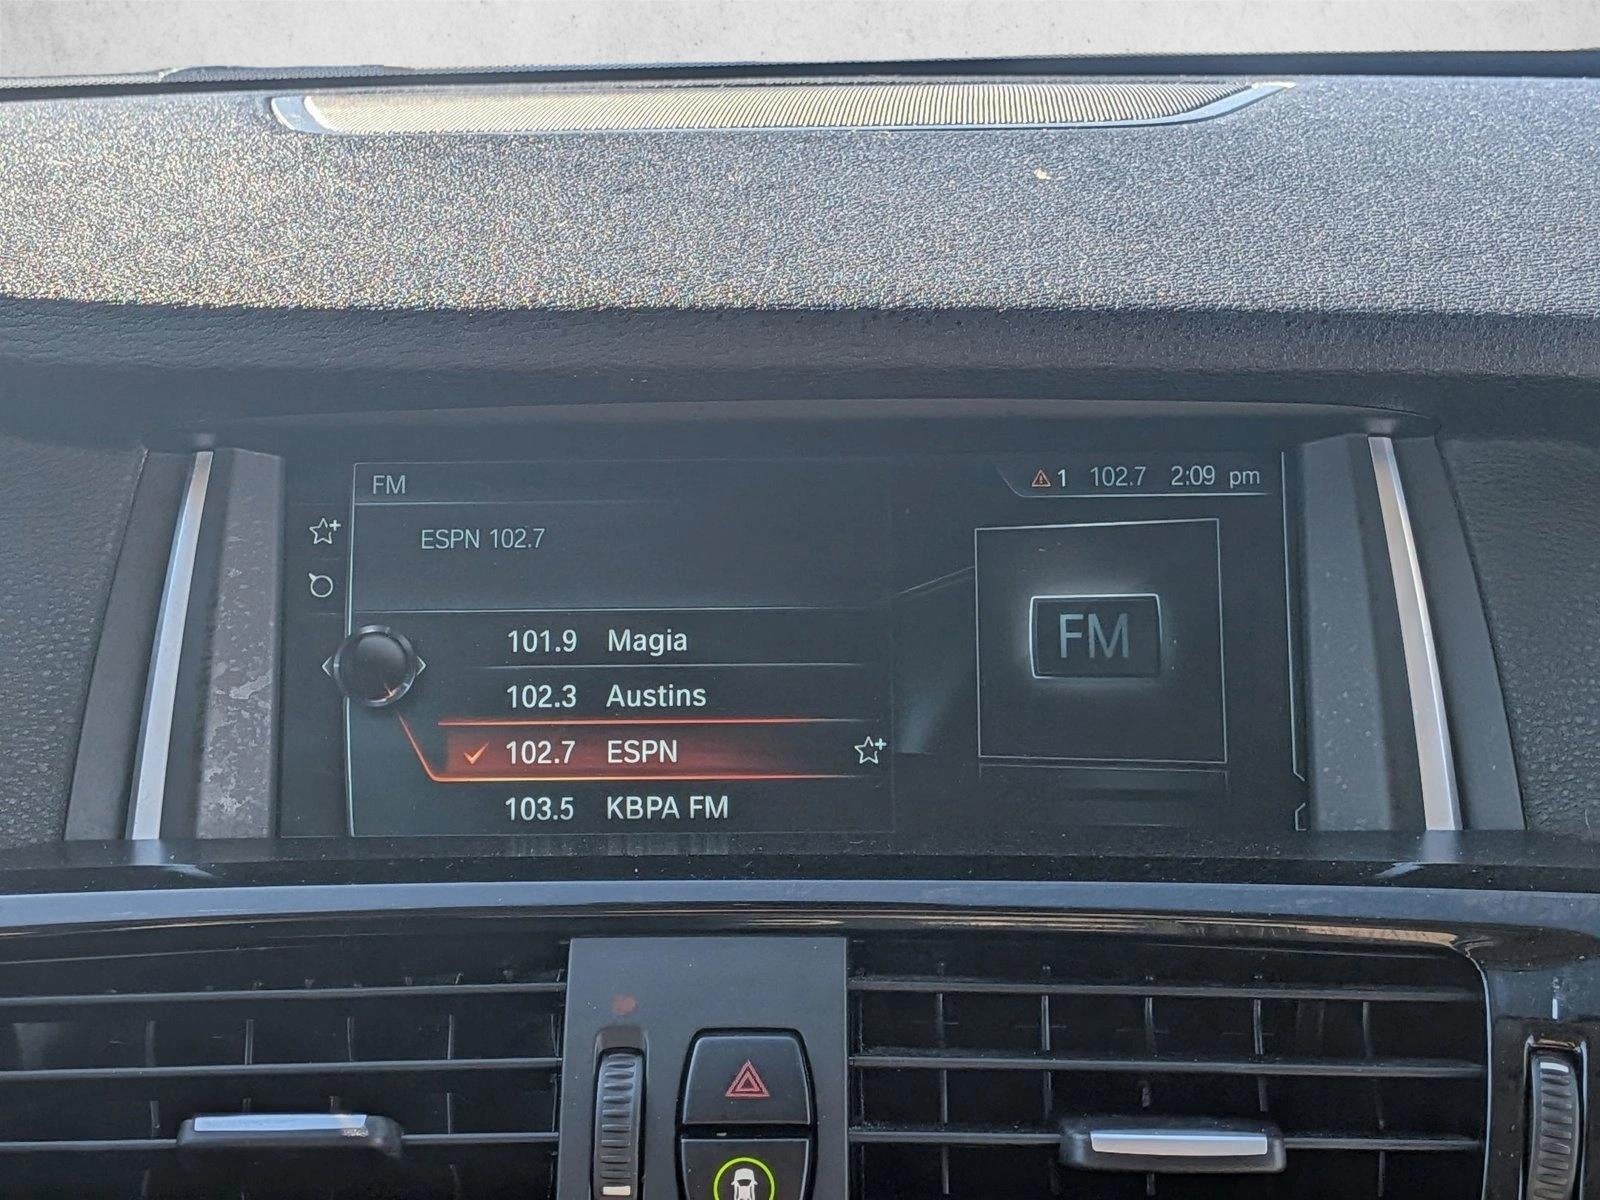 FM
1 102.7 2:09 pm
ESPN 102.7
101.9 Magia
102.3 Austins
102.7 ESPN
103.5 KBPA FM
FM